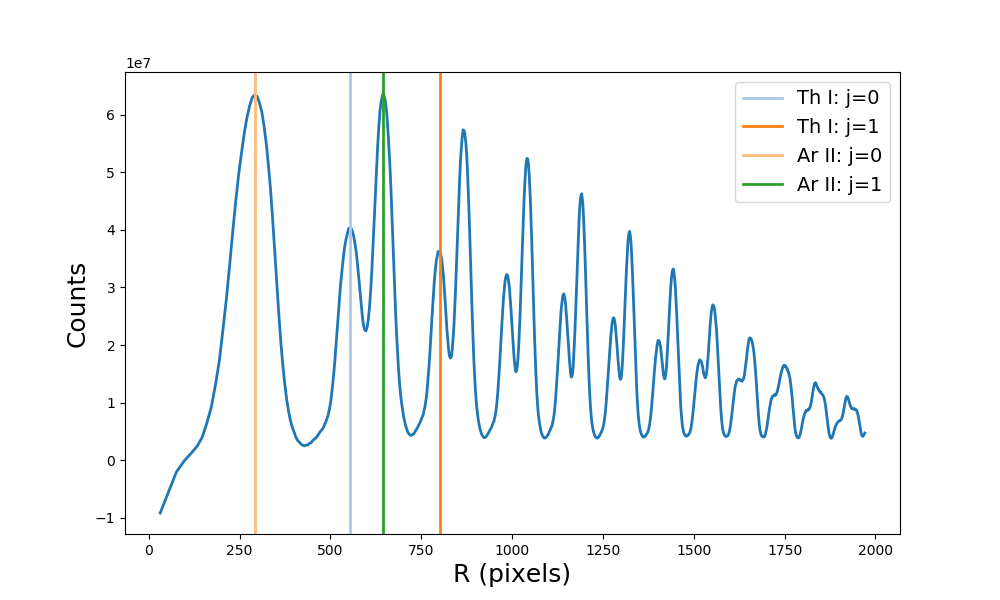 1e7
Th I: j=0
Th I: j=1
Ar II: j=0
Ar II: j=1
6
5
4
3
2
1
0
−1
Counts
0 250 500 750 1000 1250 1500 1750 2000
R (pixels)